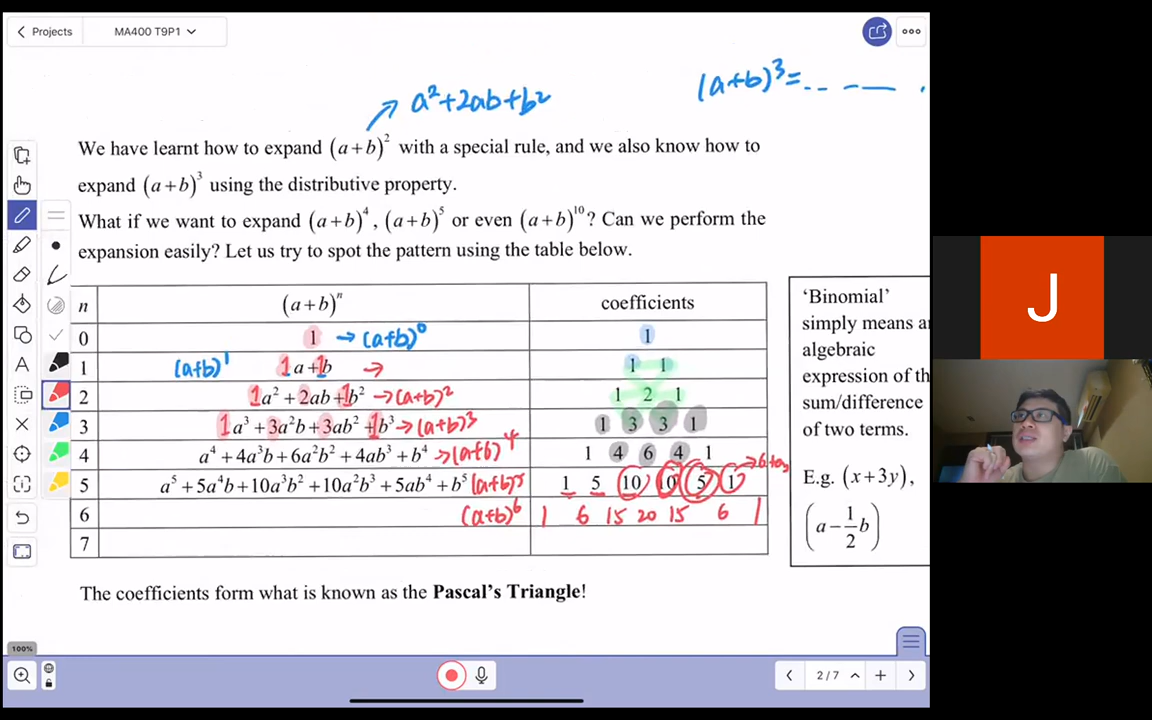 Projects
MA400 T9P1
(a+b)³ = -- -- .
a²+2ab+b²
We have learnt how to expand (a+b)² with a special rule, and we also know how to
expand (a+b)³ using the distributive property.
What if we want to expand (a+b)⁴, (a+b)⁵ or even (a+b)¹⁰? Can we perform the
expansion easily? Let us try to spot the pattern using the table below.
n (a+b)ⁿ coefficients
0 1 → (a+b)⁰ 1
1 (a+b)¹ 1a+1b → 1 1
2 1a² + 2ab + 1b² → (a+b)² 1 2 1
3 1a³ + 3a²b + 3ab² + 1b³ → (a+b)³ 1 3 3 1
4 a⁴ + 4a³b + 6a²b² + 4ab³ + b⁴ → (a+b)⁴ 1 4 6 4 1
5 a⁵ + 5a⁴b + 10a³b² + 10a²b³ + 5ab⁴ + b⁵ (a+b)⁵ 1 5 10 10 5 1 →
6 (a+b)⁶ 1 6 15 20 15 6 1
7
The coefficients form what is known as the Pascal's Triangle!
'Binomial'
simply means
algebraic
expression of
sum/difference
of two terms.
E.g. (x+3y),
(a − 1/2 b)
100%
2 / 7
J